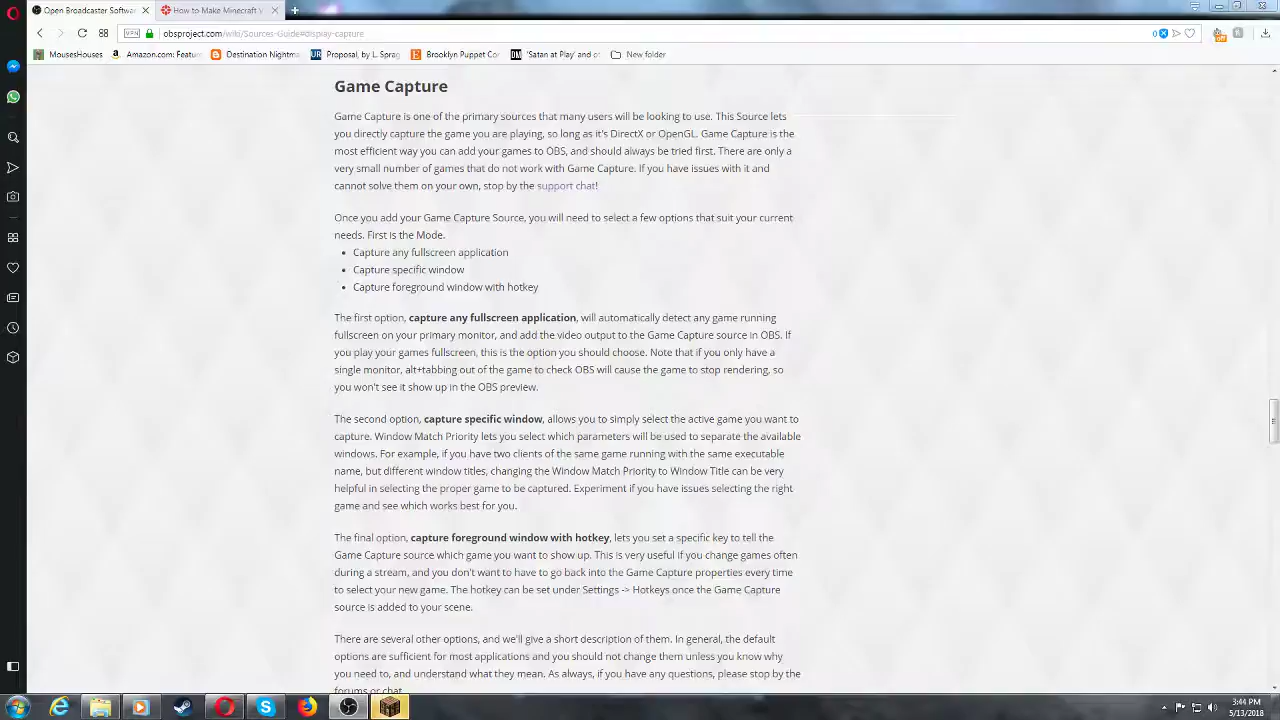 Open Broadcaster Softwa
How to Make Minecraft V
VPN
obsproject.com/wiki/Sources-Guide#display-capture
0
off
MousesHouses
Amazon.com: Featur
Destination Nightma
UR Proposal, by L. Sprag
Brooklyn Puppet Cor
DM 'Satan at Play' and o
New folder
Game Capture
Game Capture is one of the primary sources that many users will be looking to use. This Source lets
you directly capture the game you are playing, so long as it's DirectX or OpenGL. Game Capture is the
most efficient way you can add your games to OBS, and should always be tried first. There are only a
very small number of games that do not work with Game Capture. If you have issues with it and
cannot solve them on your own, stop by the support chat!
Once you add your Game Capture Source, you will need to select a few options that suit your current
needs. First is the Mode.
• Capture any fullscreen application
• Capture specific window
• Capture foreground window with hotkey
The first option, capture any fullscreen application, will automatically detect any game running
fullscreen on your primary monitor, and add the video output to the Game Capture source in OBS. If
you play your games fullscreen, this is the option you should choose. Note that if you only have a
single monitor, alt+tabbing out of the game to check OBS will cause the game to stop rendering, so
you won't see it show up in the OBS preview.
The second option, capture specific window, allows you to simply select the active game you want to
capture. Window Match Priority lets you select which parameters will be used to separate the available
windows. For example, if you have two clients of the same game running with the same executable
name, but different window titles, changing the Window Match Priority to Window Title can be very
helpful in selecting the proper game to be captured. Experiment if you have issues selecting the right
game and see which works best for you.
The final option, capture foreground window with hotkey, lets you set a specific key to tell the
Game Capture source which game you want to show up. This is very useful if you change games often
during a stream, and you don't want to have to go back into the Game Capture properties every time
to select your new game. The hotkey can be set under Settings -> Hotkeys once the Game Capture
source is added to your scene.
There are several other options, and we'll give a short description of them. In general, the default
options are sufficient for most applications and you should not change them unless you know why
you need to, and understand what they mean. As always, if you have any questions, please stop by the
forums or chat.
3:44 PM
5/13/2018